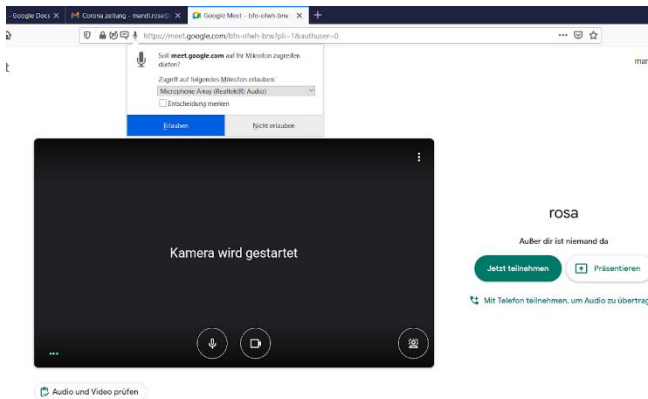 - Google Docs
Corona zeitung - mandl.rosa@
Google Meet – bfn-ofwh-brw
https://meet.google.com/bfn-ofwh-brw?pli=1&authuser=0
Soll meet.google.com auf Ihr Mikrofon zugreifen
dürfen?
Zugriff auf folgendes Mikrofon erlauben:
Microphone Array (Realtek(R) Audio)
Entscheidung merken
Erlauben
Nicht erlauben
t
mar
Kamera wird gestartet
rosa
Außer dir ist niemand da
Jetzt teilnehmen
Präsentieren
Mit Telefon teilnehmen, um Audio zu übertrag
Audio und Video prüfen